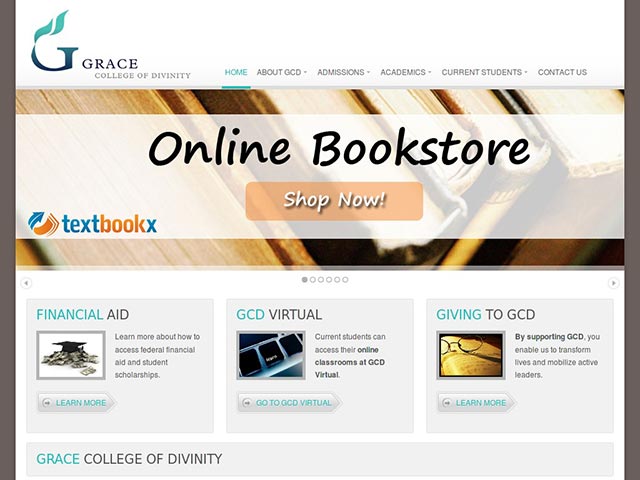 GRACE
COLLEGE OF DIVINITY
HOME ABOUT GCD ADMISSIONS ACADEMICS CURRENT STUDENTS CONTACT US
Online Bookstore
Shop Now!
textbookx
FINANCIAL AID
Learn more about how to
access federal financial
aid and student
scholarships.
LEARN MORE
GCD VIRTUAL
Current students can
access their online
classrooms at GCD
Virtual.
GO TO GCD VIRTUAL
GIVING TO GCD
By supporting GCD, you
enable us to transform
lives and mobilize active
leaders.
LEARN MORE
GRACE COLLEGE OF DIVINITY